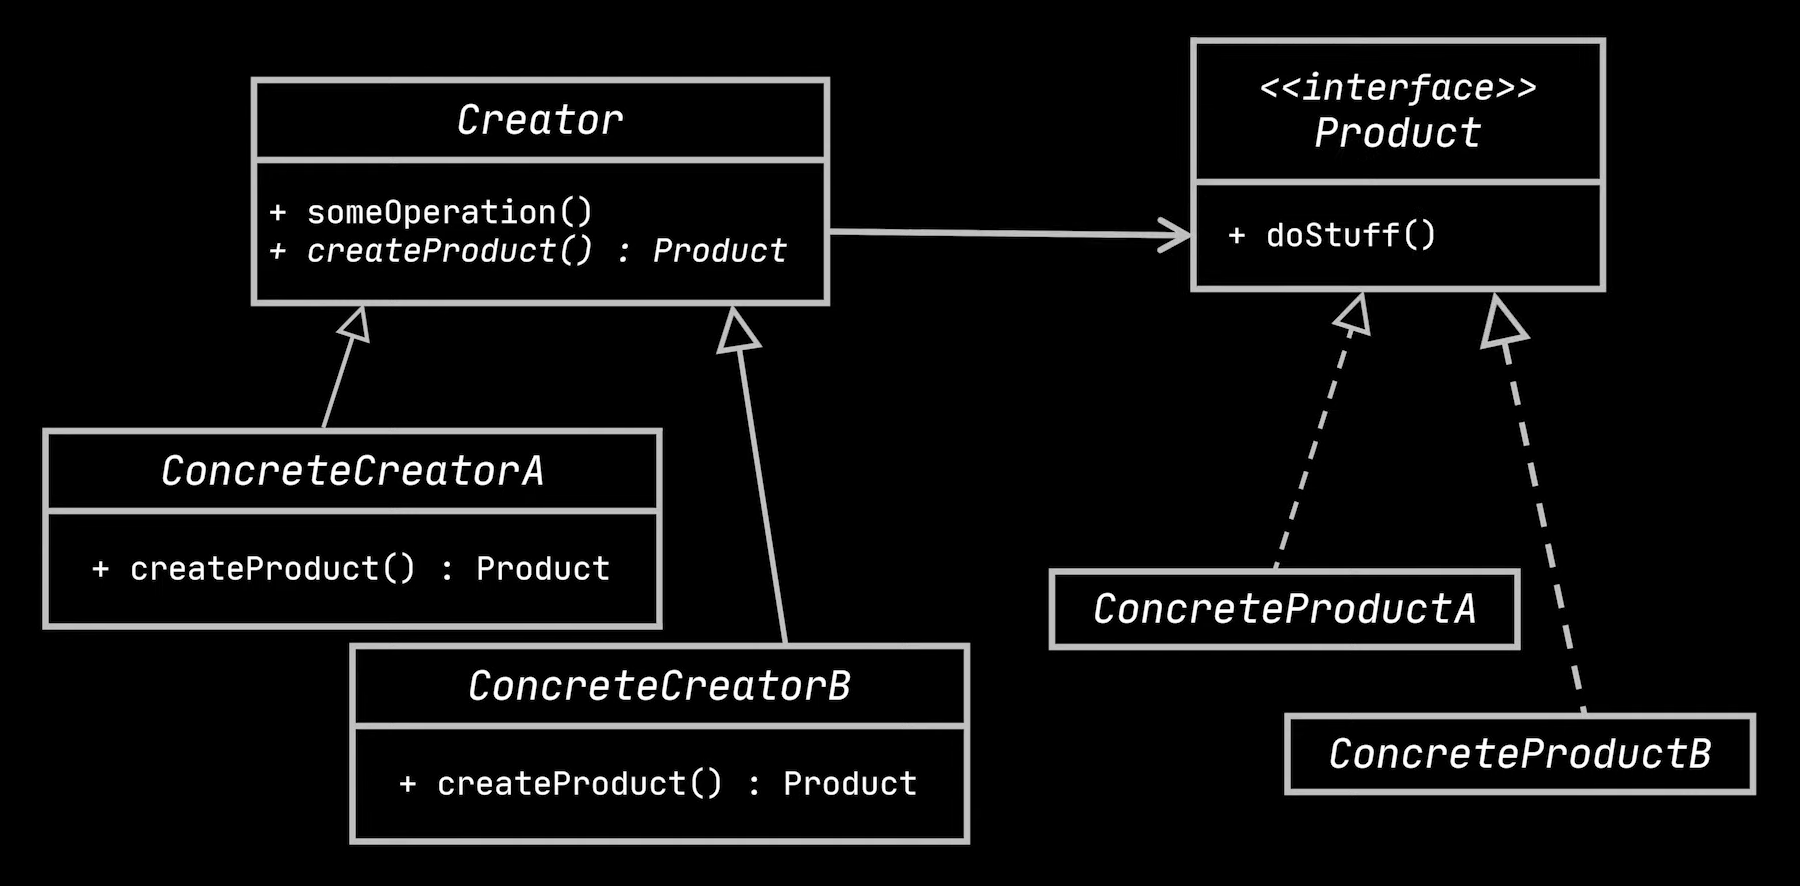 Creator
+ someOperation()
+ createProduct() : Product
<<interface>>
Product
+ doStuff()
ConcreteCreatorA
+ createProduct() : Product
ConcreteCreatorB
+ createProduct() : Product
ConcreteProductA
ConcreteProductB